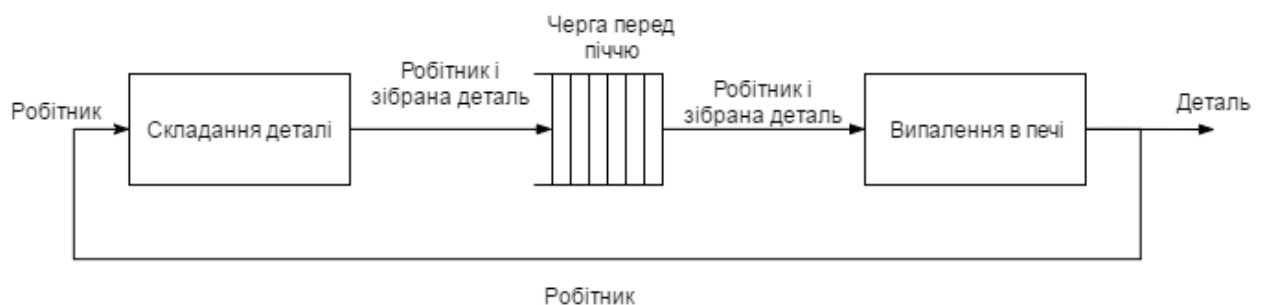 Черга перед
піччю
Робітник і
зібрана деталь
Робітник і
зібрана деталь
Робітник
Деталь
Складання деталі
Випалення в печі
Робітник